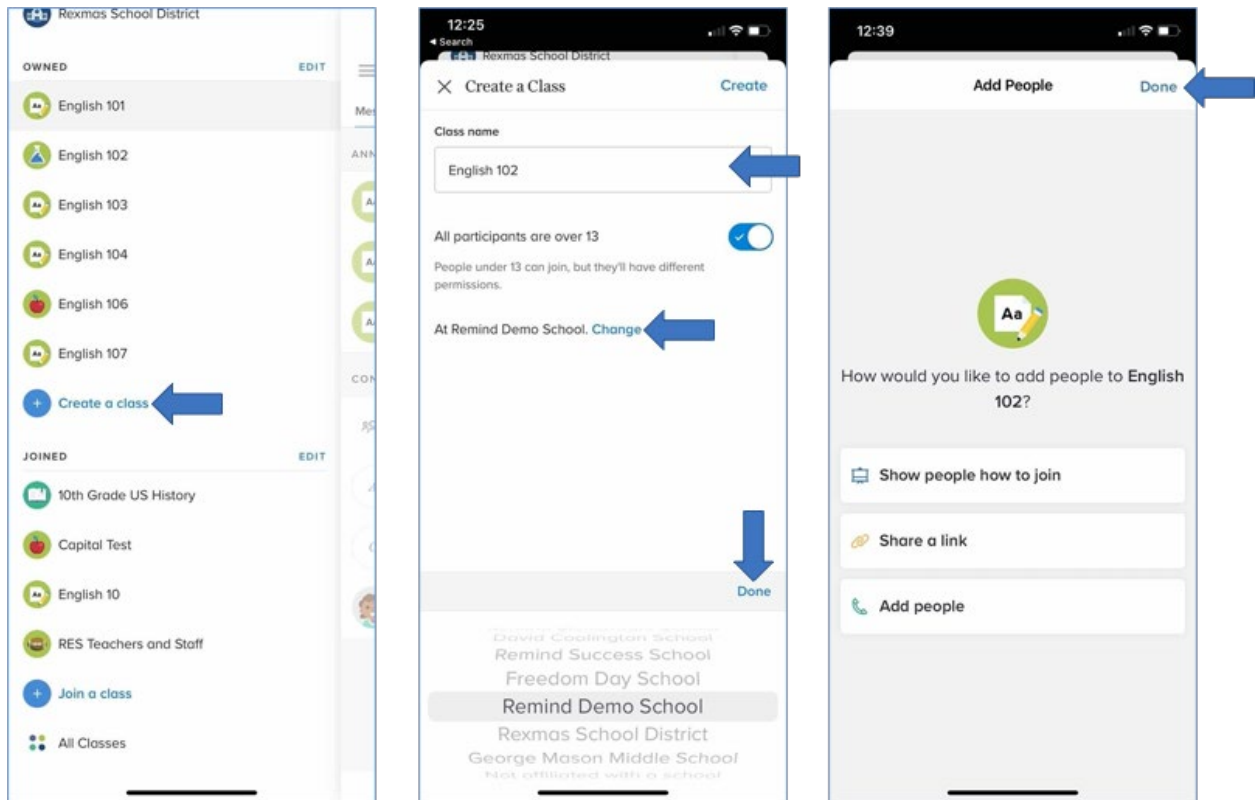 Rexmas School District
OWNED EDIT
English 101
English 102
English 103
English 104
English 106
English 107
Create a class
JOINED EDIT
10th Grade US History
Capital Test
English 10
RES Teachers and Staff
Join a class
All Classes
Mes
ANN
CON
12:25
Search
Rexmas School District
Create a Class Create
Class name
English 102
All participants are over 13
People under 13 can join, but they'll have different
permissions.
At Remind Demo School. Change
Done
David Coolington School
Remind Success School
Freedom Day School
Remind Demo School
Rexmas School District
George Mason Middle School
Not affiliated with a school
12:39
Add People Done
Aa
How would you like to add people to English
102?
Show people how to join
Share a link
Add people